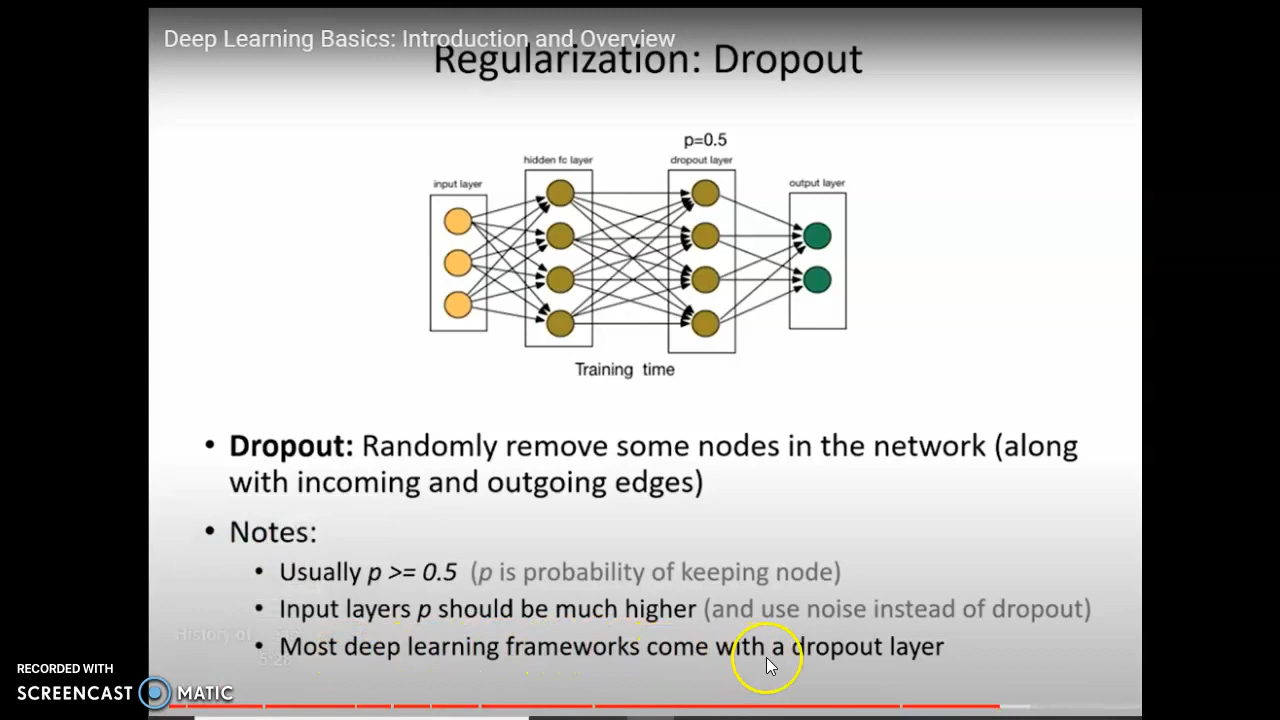 Deep Learning Basics: Introduction and Overview
Regularization: Dropout
p=0.5
hidden fc layer
dropout layer
input layer
output layer
Training time
• Dropout: Randomly remove some nodes in the network (along
with incoming and outgoing edges)
• Notes:
• Usually p >= 0.5 (p is probability of keeping node)
• Input layers p should be much higher (and use noise instead of dropout)
History of
• Most deep learning frameworks come with a dropout layer
RECORDED WITH
SCREENCAST MATIC